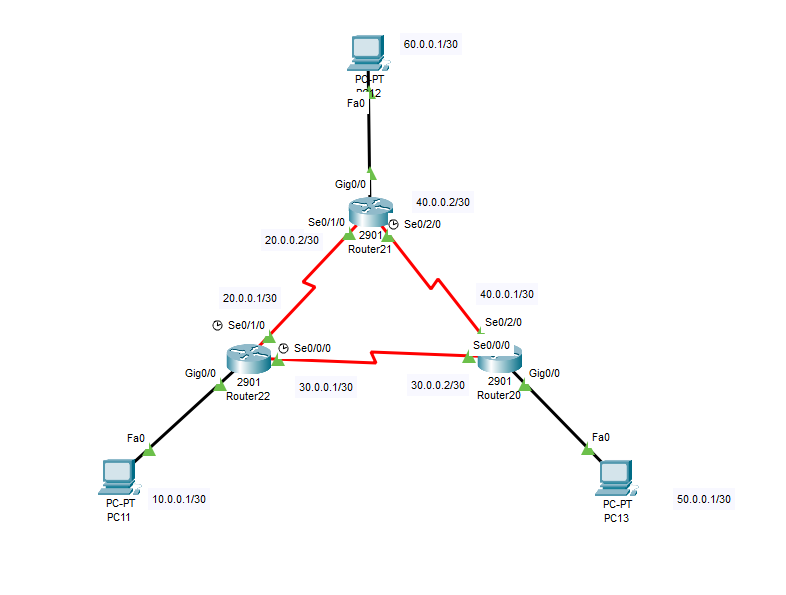 60.0.0.1/30
PC-PT
Fa0
Gig0/0
40.0.0.2/30
Se0/1/0
Se0/2/0
20.0.0.2/30
2901
Router21
20.0.0.1/30
40.0.0.1/30
Se0/1/0
Se0/2/0
Se0/0/0
Se0/0/0
Gig0/0
2901
Router22
30.0.0.1/30
30.0.0.2/30
2901
Router20
Gig0/0
Fa0
Fa0
PC-PT
PC11
10.0.0.1/30
PC-PT
PC13
50.0.0.1/30